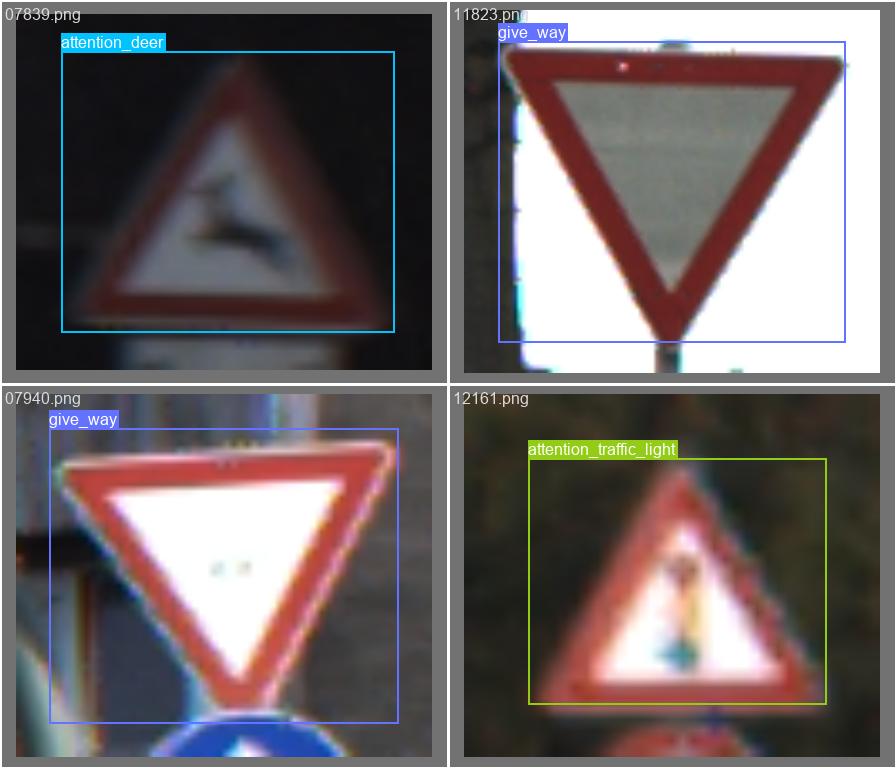 07839.png
attention_deer
11823.png
give_way
07940.png
give_way
12161.png
attention_traffic_light